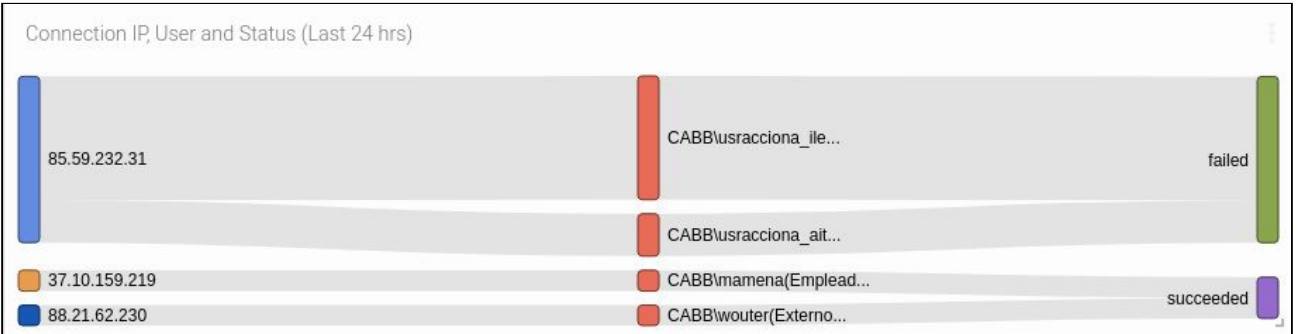 Connection IP, User and Status (Last 24 hrs)
CABB\usracciona_ile...
85.59.232.31
failed
CABB\usracciona_ait...
37.10.159.219
CABB\mamena(Emplead...
succeeded
88.21.62.230
CABB\wouter(Externo...